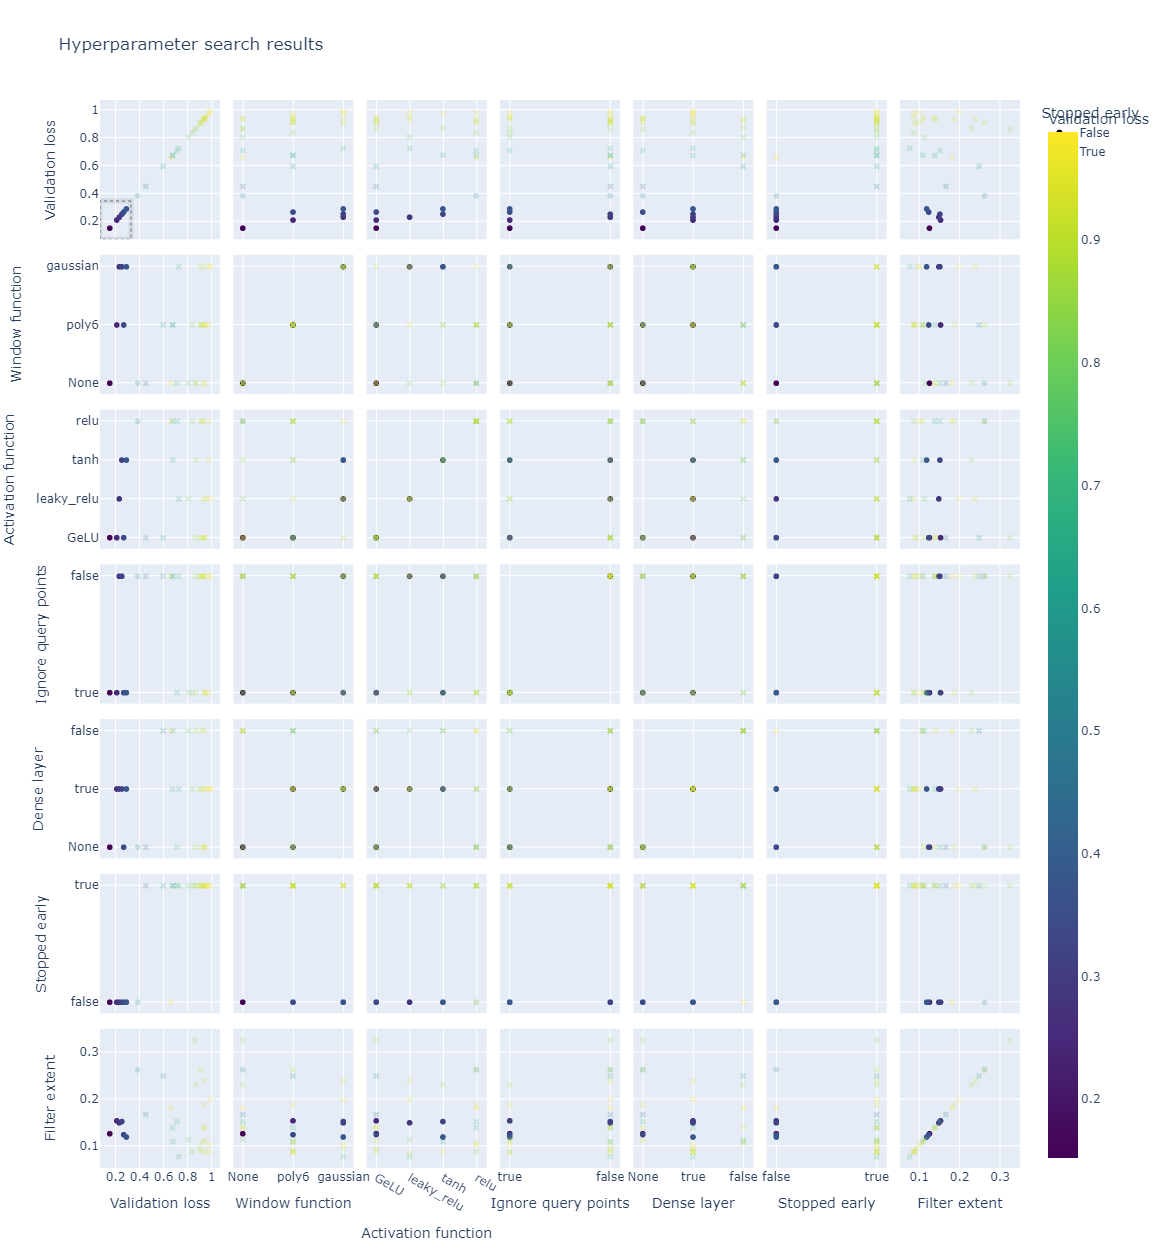 Hyperparameter search results
Stopped early
Validation loss
False
True
0.9
0.8
0.7
0.6
0.5
0.4
0.3
0.2
Validation loss
1
0.8
0.6
0.4
0.2
Window function
gaussian
poly6
None
Activation function
relu
tanh
leaky_relu
GeLU
Ignore query points
false
true
Dense layer
false
true
None
Stopped early
true
false
Filter extent
0.3
0.2
0.1
0.2 0.4 0.6 0.8 1
None poly6 gaussian
GeLU leaky_relu tanh relu
true false
None true false
false true
0.1 0.2 0.3
Validation loss
Window function
Activation function
Ignore query points
Dense layer
Stopped early
Filter extent